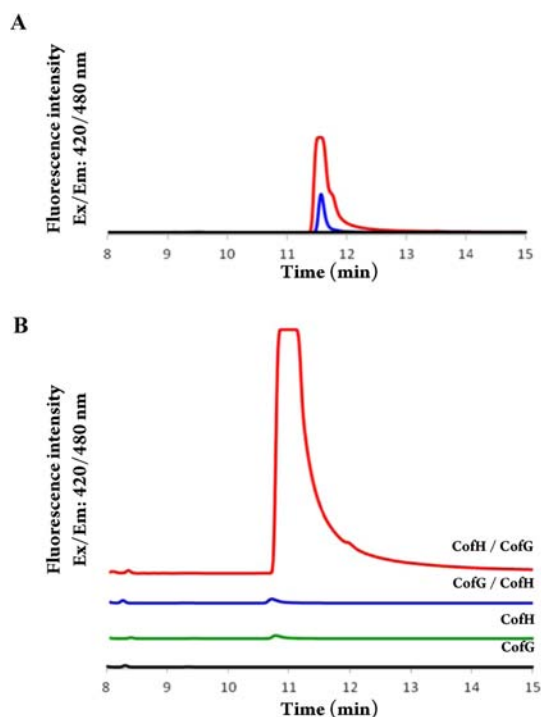 A
Fluorescence intensity
Ex/Em: 420/480 nm
8 9 10 11 12 13 14 15
Time (min)
B
Fluorescence intensity
Ex/Em: 420/480 nm
CofH / CofG
CofG / CofH
CofH
CofG
8 9 10 11 12 13 14 15
Time (min)